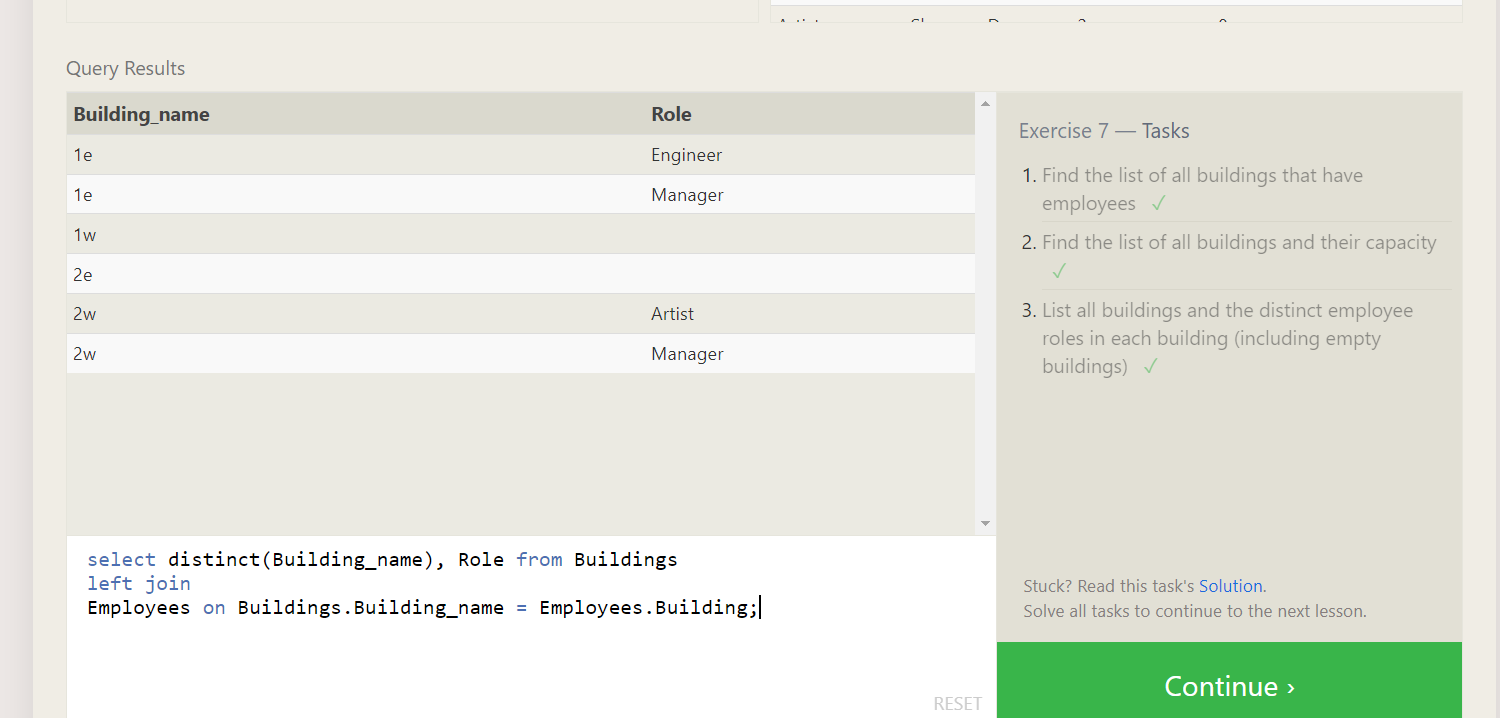 Query Results
Building_name Role
1e Engineer
1e Manager
1w
2e
2w Artist
2w Manager
select distinct(Building_name), Role from Buildings
left join
Employees on Buildings.Building_name = Employees.Building;
RESET
Exercise 7 — Tasks
1. Find the list of all buildings that have
employees ✓
2. Find the list of all buildings and their capacity
✓
3. List all buildings and the distinct employee
roles in each building (including empty
buildings) ✓
Stuck? Read this task's Solution.
Solve all tasks to continue to the next lesson.
Continue ›